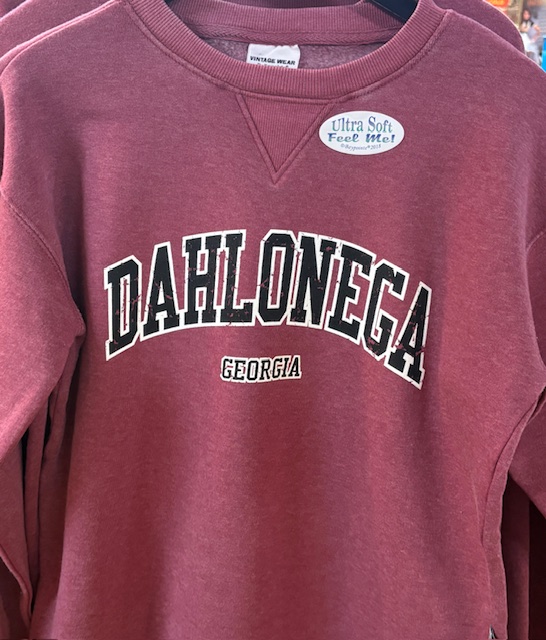 VINTAGE WEAR
Ultra Soft
Feel Me!
DAHLONEGA
GEORGIA